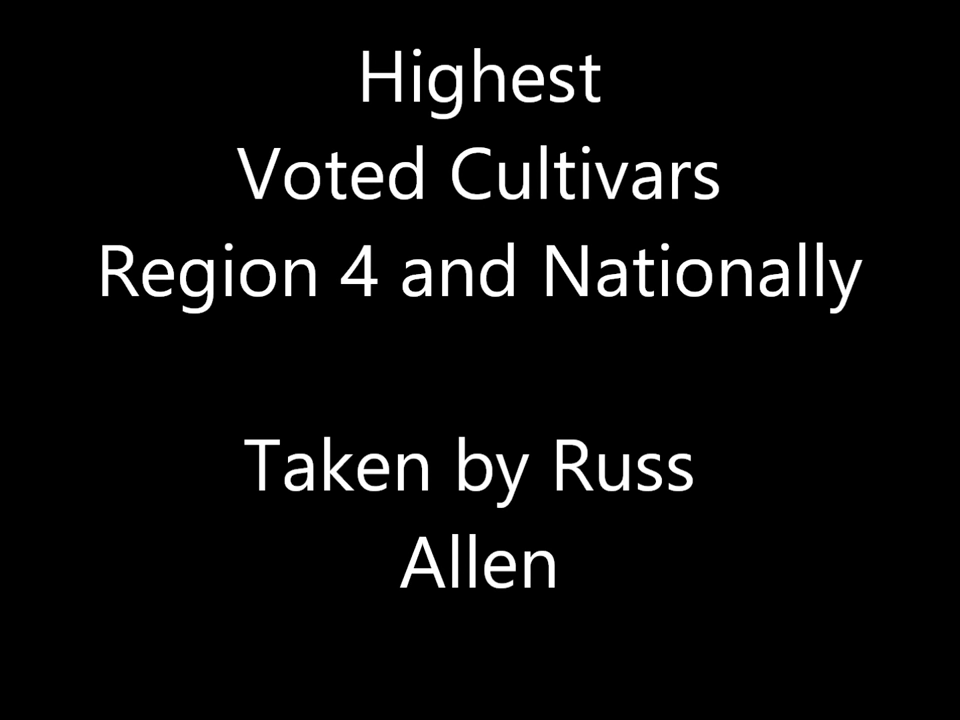 Highest
Voted Cultivars
Region 4 and Nationally
Taken by Russ
Allen